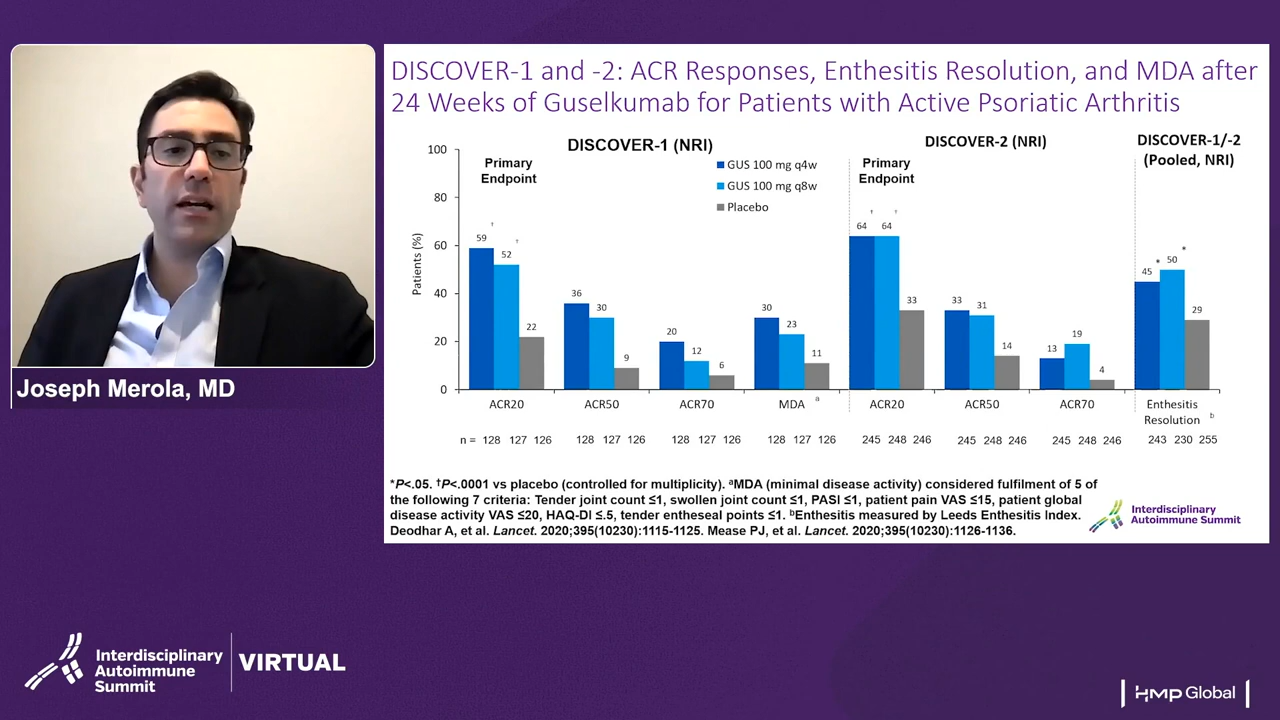 Joseph Merola, MD
DISCOVER-1 and -2: ACR Responses, Enthesitis Resolution, and MDA after
24 Weeks of Guselkumab for Patients with Active Psoriatic Arthritis
DISCOVER-1 (NRI)
DISCOVER-2 (NRI)
DISCOVER-1/-2
(Pooled, NRI)
Primary
Endpoint
GUS 100 mg q4w
GUS 100 mg q8w
Placebo
Primary
Endpoint
Patients (%)
100
80
60
40
20
0
59 † 52 † 22
36 30 9
20 12 6
30 23 11
64 † 64 † 33
33 31 14
13 19 4
45 * 50 * 29
ACR20 ACR50 ACR70 MDA a ACR20 ACR50 ACR70 Enthesitis
Resolution b
n = 128 127 126 128 127 126 128 127 126 128 127 126 245 248 246 245 248 246 245 248 246 243 230 255
*P<.05. †P<.0001 vs placebo (controlled for multiplicity). aMDA (minimal disease activity) considered fulfilment of 5 of
the following 7 criteria: Tender joint count ≤1, swollen joint count ≤1, PASI ≤1, patient pain VAS ≤15, patient global
disease activity VAS ≤20, HAQ-DI ≤.5, tender entheseal points ≤1. bEnthesitis measured by Leeds Enthesitis Index.
Deodhar A, et al. Lancet. 2020;395(10230):1115-1125. Mease PJ, et al. Lancet. 2020;395(10230):1126-1136.
Interdisciplinary
Autoimmune Summit
Interdisciplinary
Autoimmune
Summit
VIRTUAL
HMP Global